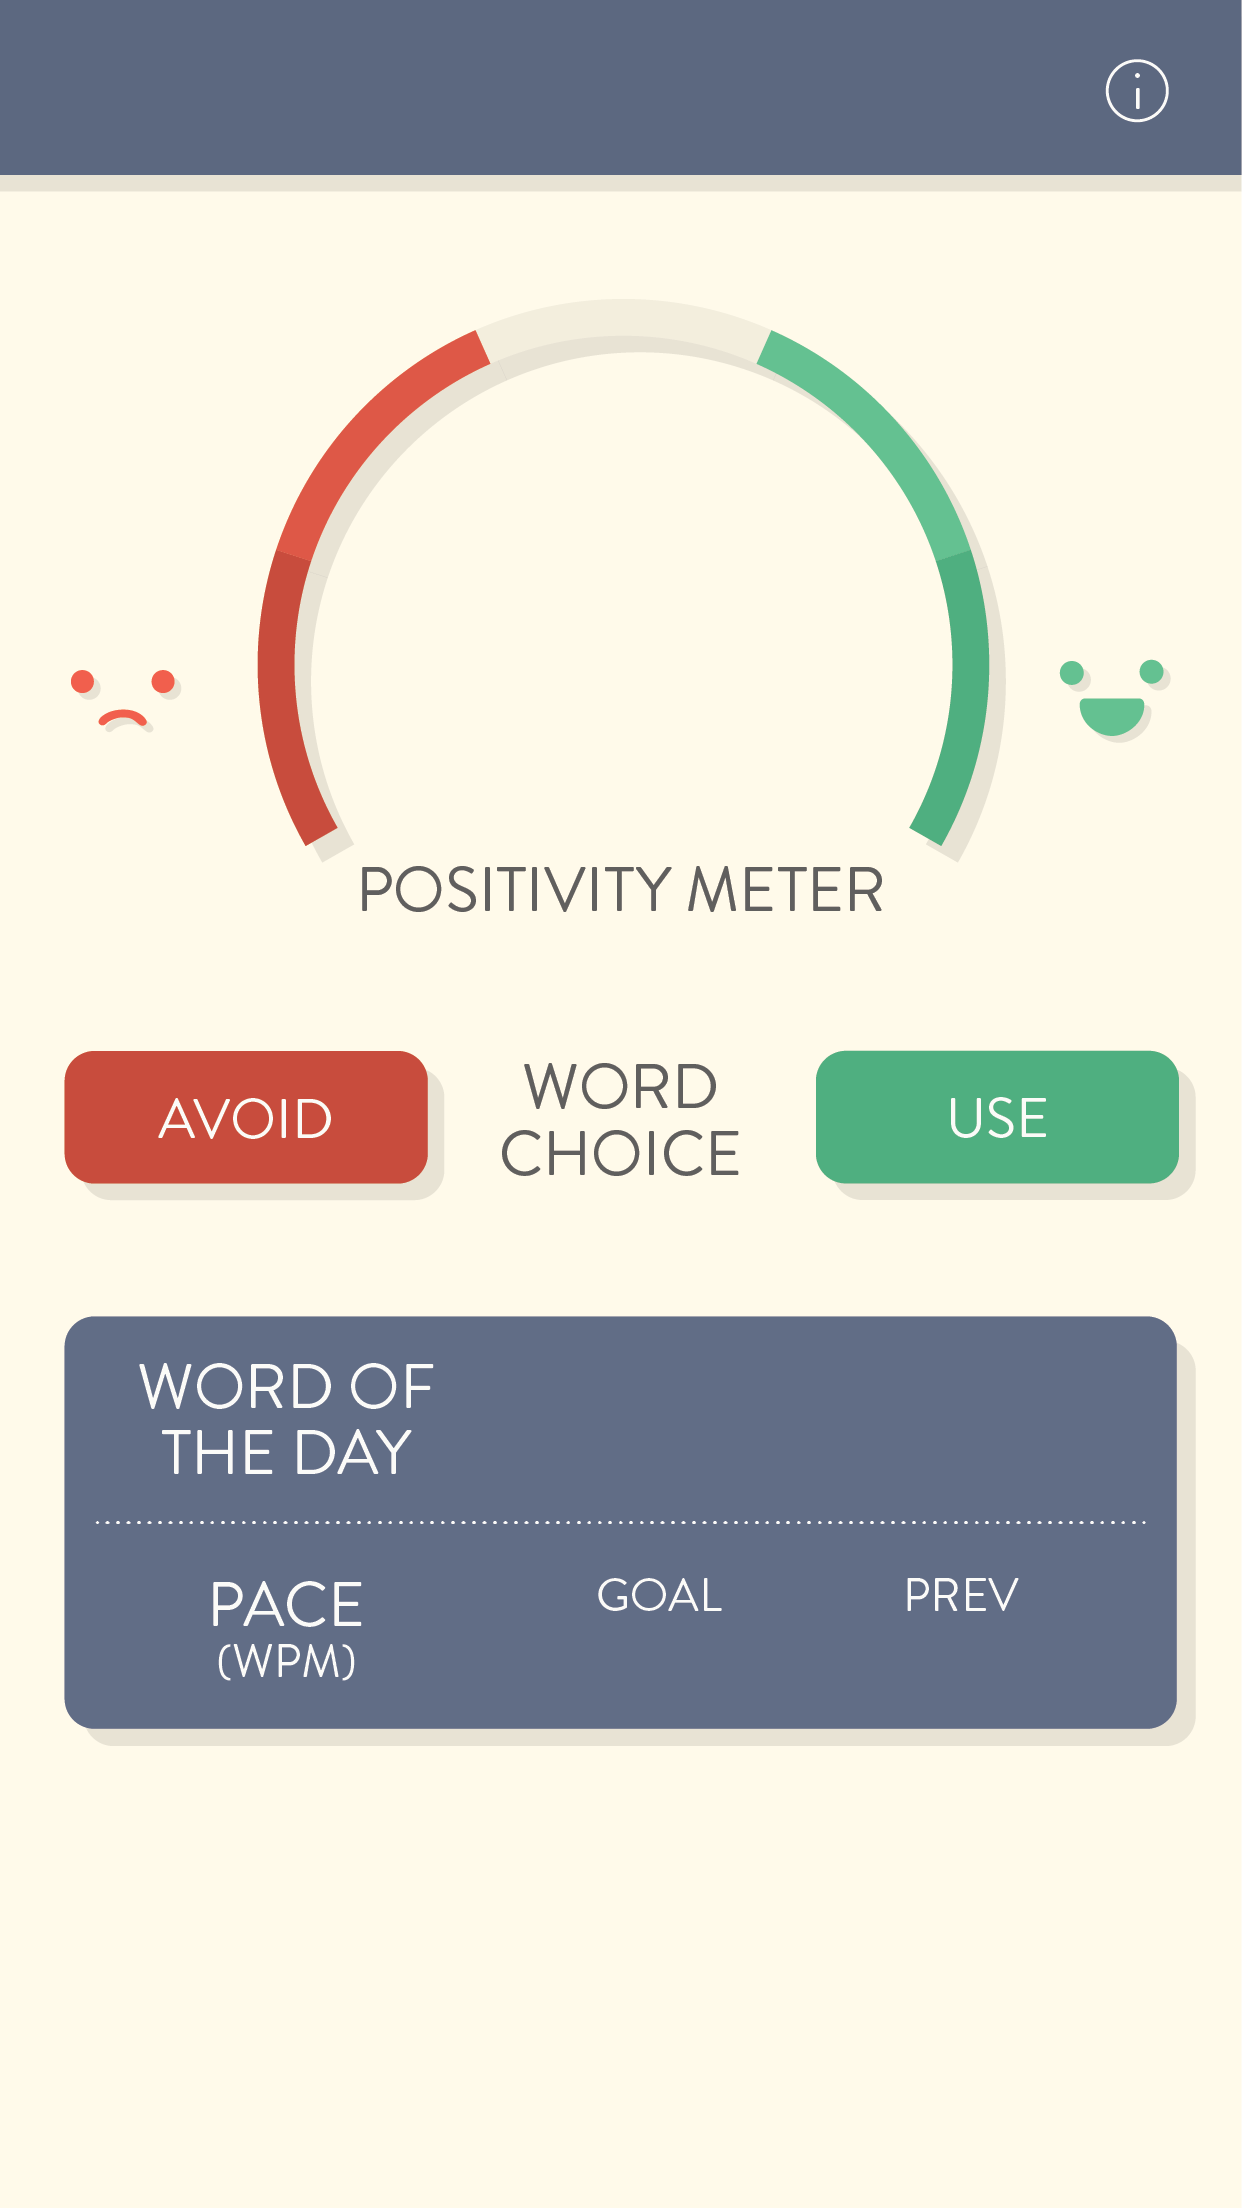 i
POSITIVITY METER
AVOID
WORD
CHOICE
USE
WORD OF
THE DAY
PACE
(WPM)
GOAL
PREV